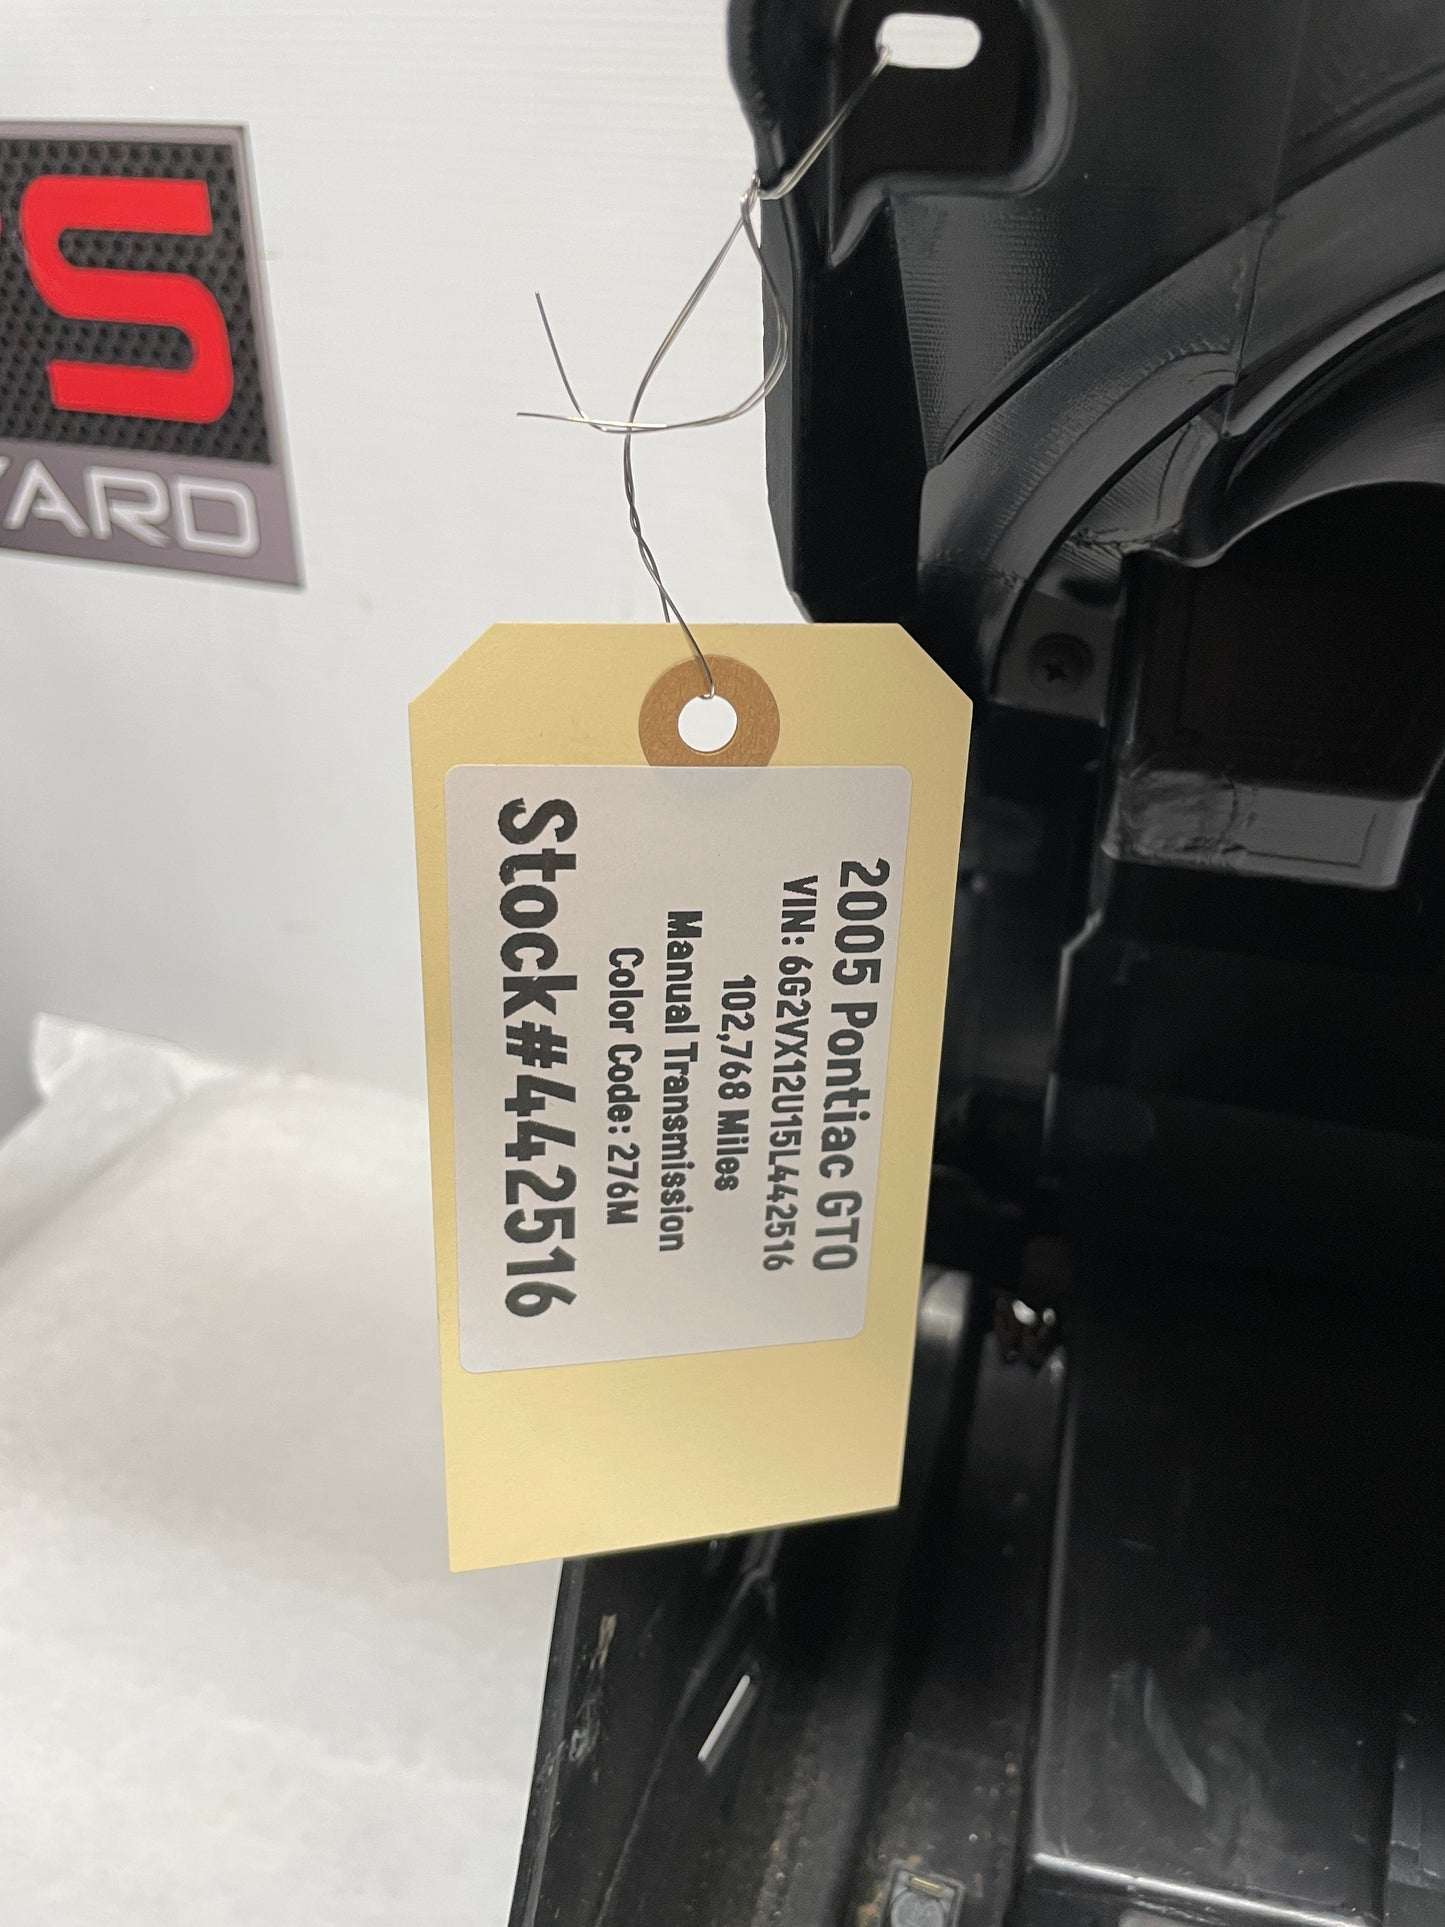 S
YARD
2005 Pontiac GTO
VIN: 6G2VX12U15L442516
102,768 Miles
Manual Transmission
Color Code: 276M
Stock#442516